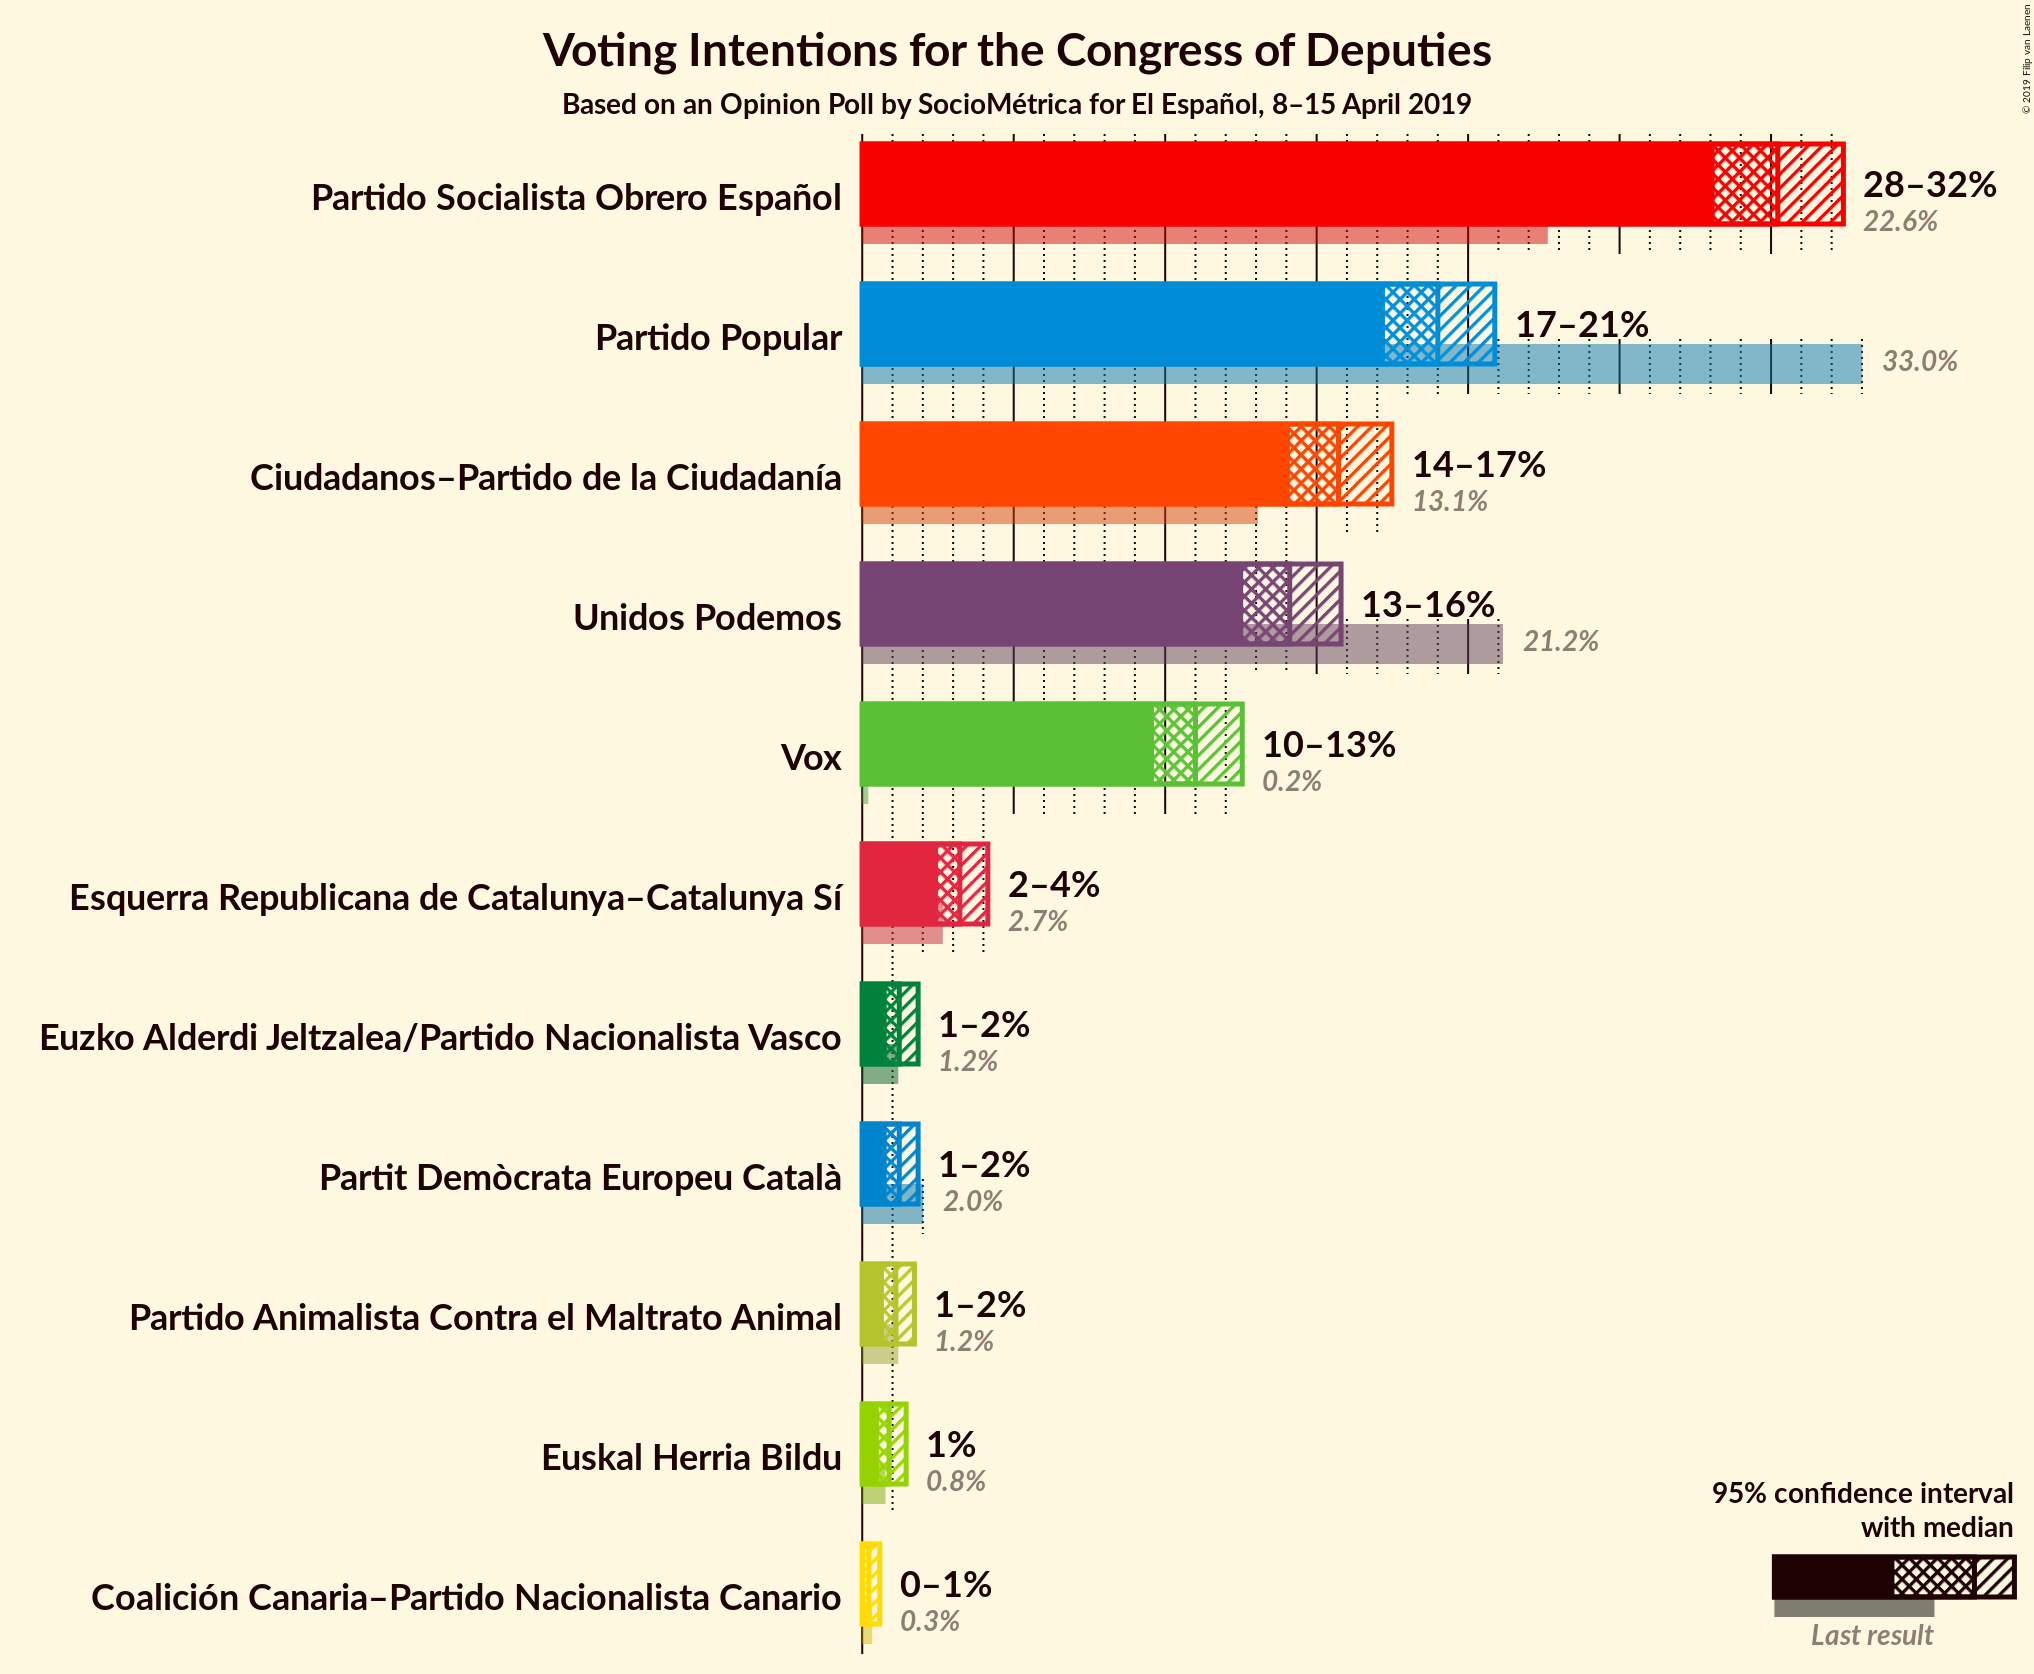 © 2019 Filip van Laenen
Voting Intentions for the Congress of Deputies
Based on an Opinion Poll by SocioMétrica for El Español, 8–15 April 2019
Partido Socialista Obrero Español
28–32%
22.6%
Partido Popular
17–21%
33.0%
Ciudadanos–Partido de la Ciudadanía
14–17%
13.1%
Unidos Podemos
13–16%
21.2%
Vox
10–13%
0.2%
Esquerra Republicana de Catalunya–Catalunya Sí
2–4%
2.7%
Euzko Alderdi Jeltzalea/Partido Nacionalista Vasco
1–2%
1.2%
Partit Demòcrata Europeu Català
1–2%
2.0%
Partido Animalista Contra el Maltrato Animal
1–2%
1.2%
Euskal Herria Bildu
1%
0.8%
Coalición Canaria–Partido Nacionalista Canario
0–1%
0.3%
95% confidence interval
with median
Last result